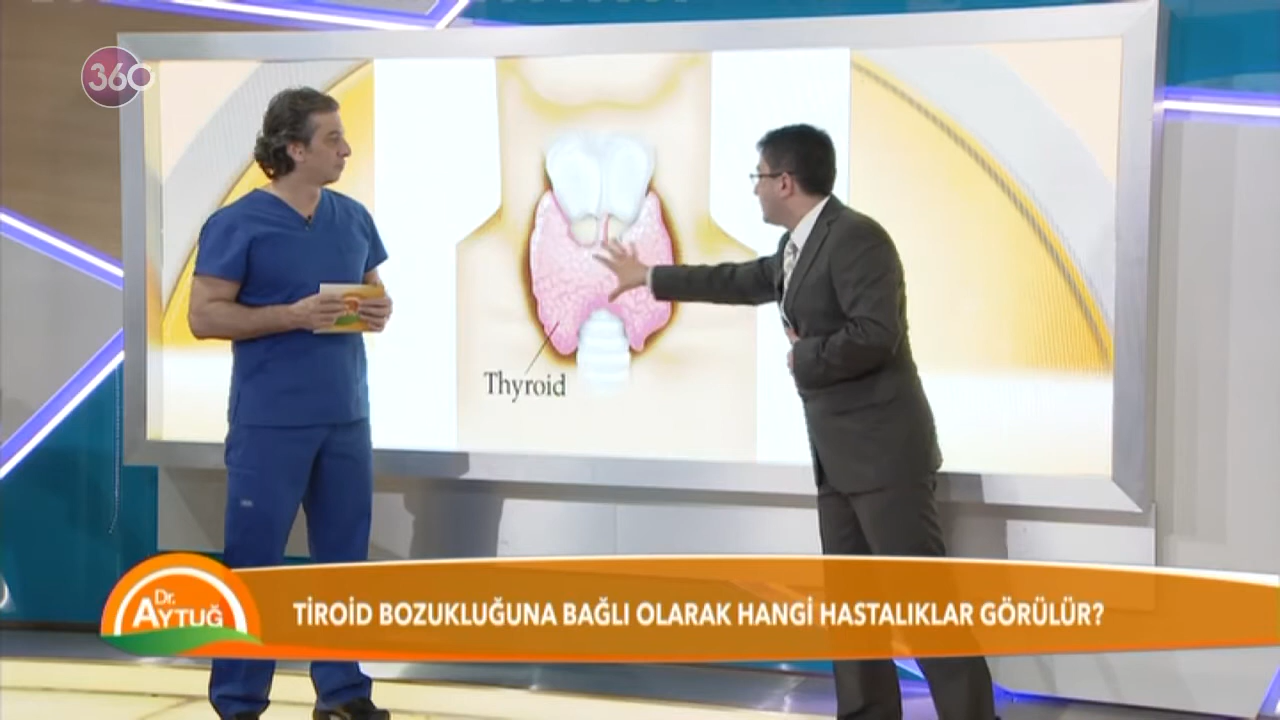 360
Thyroid
Dr.
AYTUĞ
TİROİD BOZUKLUĞUNA BAĞLI OLARAK HANGİ HASTALIKLAR GÖRÜLÜR?